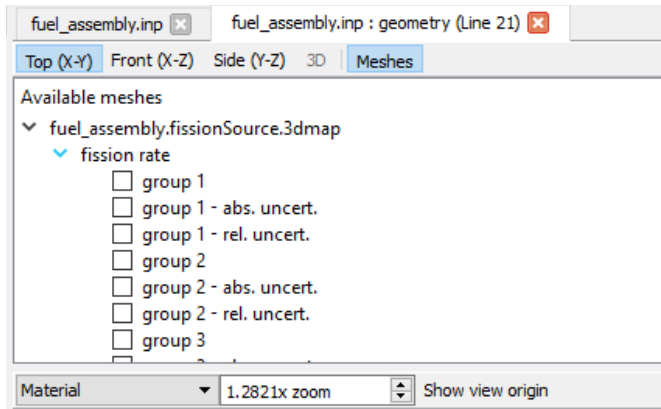 fuel_assembly.inp fuel_assembly.inp : geometry (Line 21)
Top (X-Y) Front (X-Z) Side (Y-Z) 3D Meshes
Available meshes
fuel_assembly.fissionSource.3dmap
fission rate
group 1
group 1 - abs. uncert.
group 1 - rel. uncert.
group 2
group 2 - abs. uncert.
group 2 - rel. uncert.
group 3
Material 1.2821x zoom Show view origin